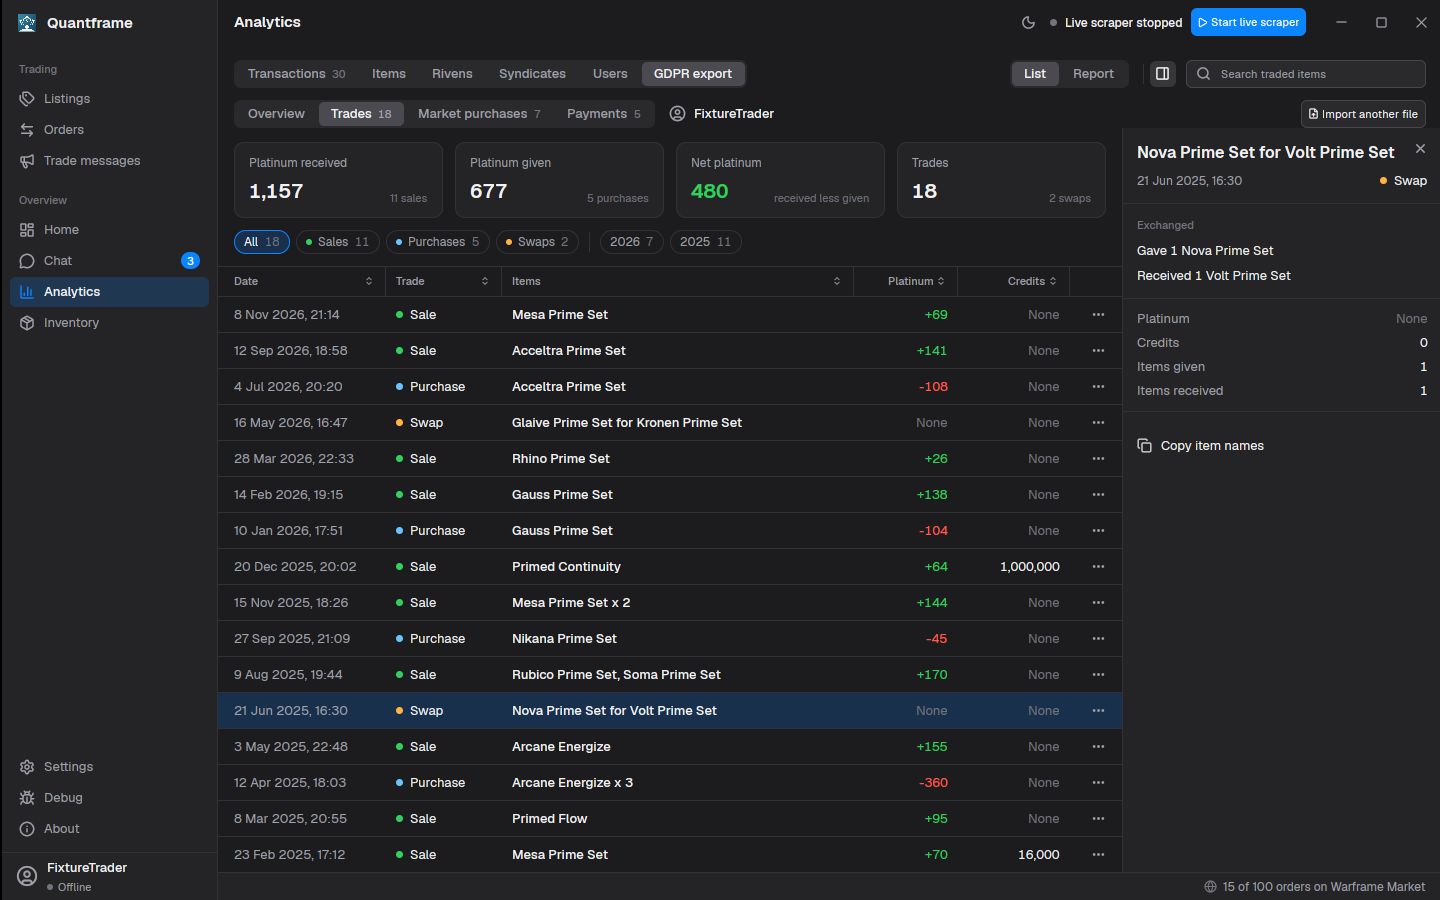 Quantframe
Trading
Listings
Orders
Trade messages
Overview
Home
Chat 3
Analytics
Inventory
Settings
Debug
About
FixtureTrader
Offline
Analytics
Live scraper stopped
Start live scraper
Transactions 30 Items Rivens Syndicates Users GDPR export
List Report
Search traded items
Overview Trades 18 Market purchases 7 Payments 5
FixtureTrader
Import another file
Platinum received
1,157 11 sales
Platinum given
677 5 purchases
Net platinum
480 received less given
Trades
18 2 swaps
All 18 Sales 11 Purchases 5 Swaps 2 2026 7 2025 11
Date Trade Items Platinum Credits
8 Nov 2026, 21:14 Sale Mesa Prime Set +69 None
12 Sep 2026, 18:58 Sale Acceltra Prime Set +141 None
4 Jul 2026, 20:20 Purchase Acceltra Prime Set -108 None
16 May 2026, 16:47 Swap Glaive Prime Set for Kronen Prime Set None None
28 Mar 2026, 22:33 Sale Rhino Prime Set +26 None
14 Feb 2026, 19:15 Sale Gauss Prime Set +138 None
10 Jan 2026, 17:51 Purchase Gauss Prime Set -104 None
20 Dec 2025, 20:02 Sale Primed Continuity +64 1,000,000
15 Nov 2025, 18:26 Sale Mesa Prime Set x 2 +144 None
27 Sep 2025, 21:09 Purchase Nikana Prime Set -45 None
9 Aug 2025, 19:44 Sale Rubico Prime Set, Soma Prime Set +170 None
21 Jun 2025, 16:30 Swap Nova Prime Set for Volt Prime Set None None
3 May 2025, 22:48 Sale Arcane Energize +155 None
12 Apr 2025, 18:03 Purchase Arcane Energize x 3 -360 None
8 Mar 2025, 20:55 Sale Primed Flow +95 None
23 Feb 2025, 17:12 Sale Mesa Prime Set +70 16,000
Nova Prime Set for Volt Prime Set
21 Jun 2025, 16:30 Swap
Exchanged
Gave 1 Nova Prime Set
Received 1 Volt Prime Set
Platinum None
Credits 0
Items given 1
Items received 1
Copy item names
15 of 100 orders on Warframe Market